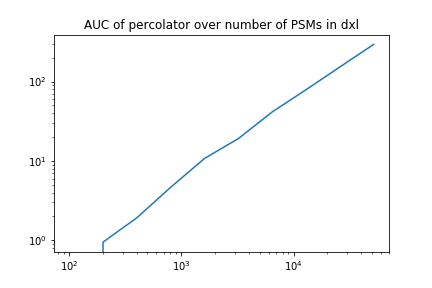 AUC of percolator over number of PSMs in dxl
10²
10¹
10⁰
10² 10³ 10⁴